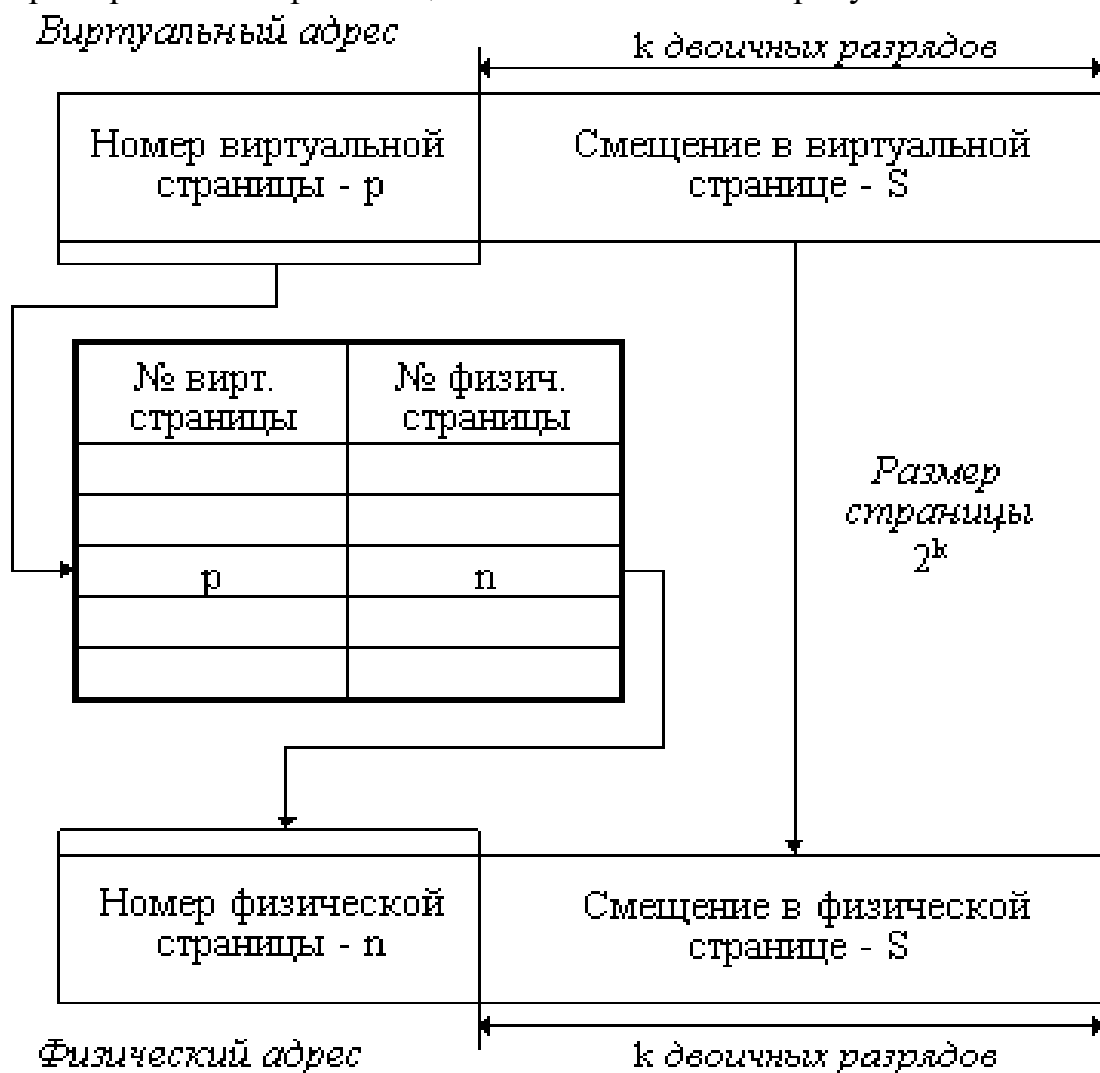 Виртуальный адрес
k двоичных разрядов
Номер виртуальной
страницы - p
Смещение в виртуальной
странице - S
№ вирт.
страницы
№ физич.
страницы
p
n
Размер
страницы
2^k
Номер физической
страницы - n
Смещение в физической
странице - S
Физический адрес
k двоичных разрядов